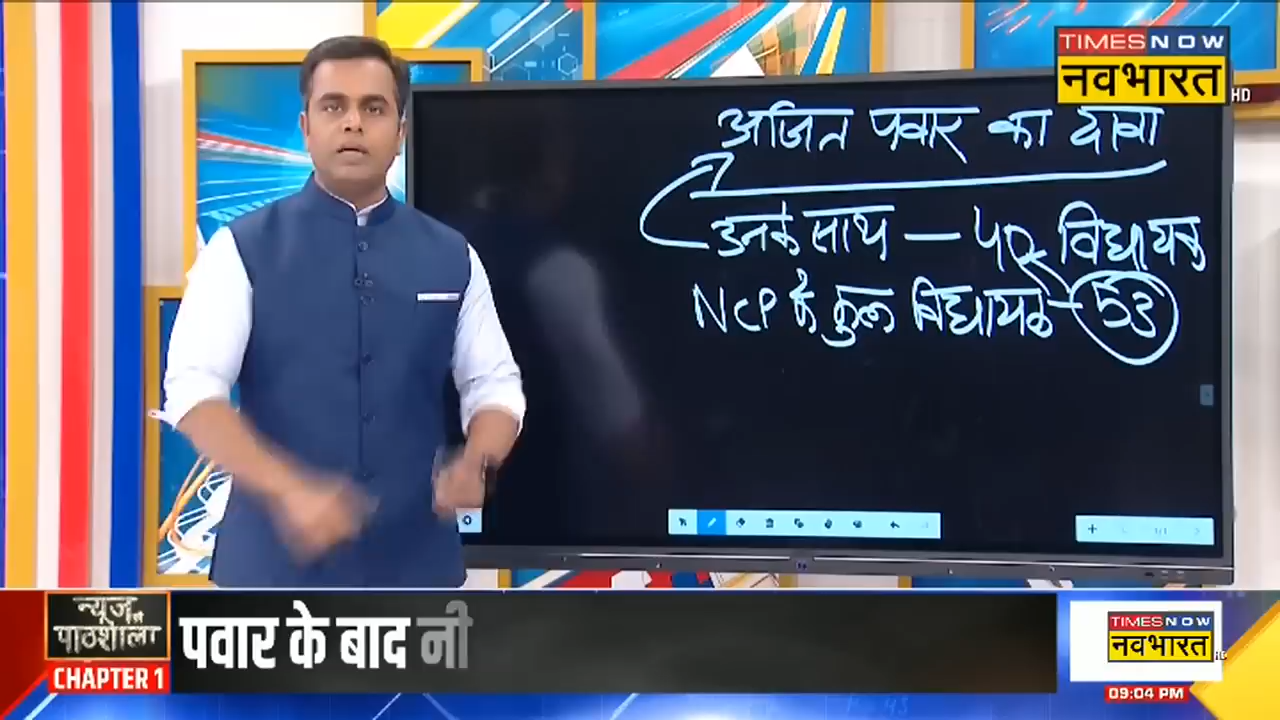 TIMES NOW
नवभारत
HD
अजित पवार का दावा
उनके साथ — 40 विधायक
NCP के कुल विधायक - 53
न्यूज़ की
पाठशाला
CHAPTER 1
पवार के बाद नी
TIMES NOW
नवभारत
09:04 PM